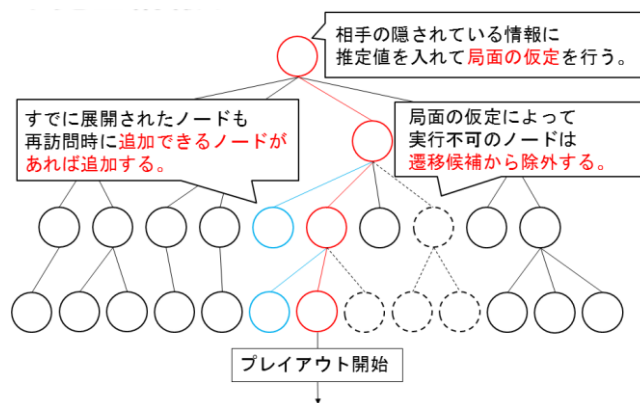 相手の隠されている情報に
推定値を入れて局面の仮定を行う。
すでに展開されたノードも
再訪問時に追加できるノードが
あれば追加する。
局面の仮定によって
実行不可のノードは
遷移候補から除外する。
プレイアウト開始